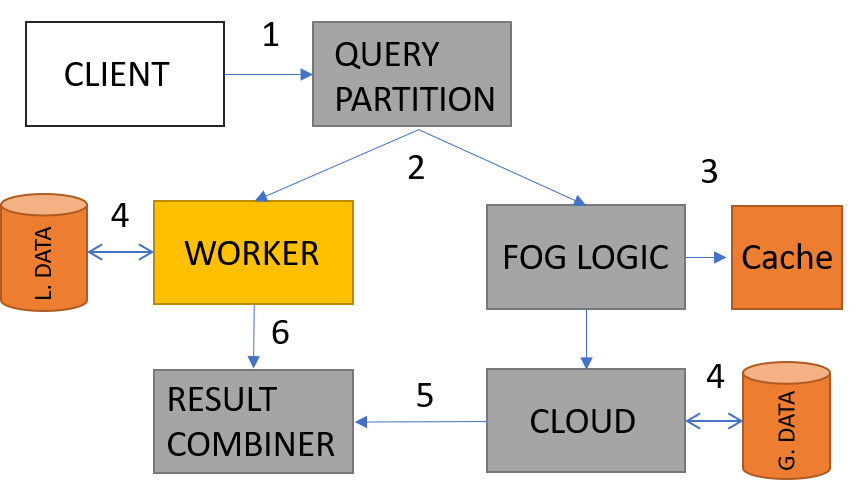 1
CLIENT
QUERY
PARTITION
2
3
4
L. DATA
WORKER
FOG LOGIC
Cache
6
RESULT
COMBINER
5
CLOUD
4
G. DATA